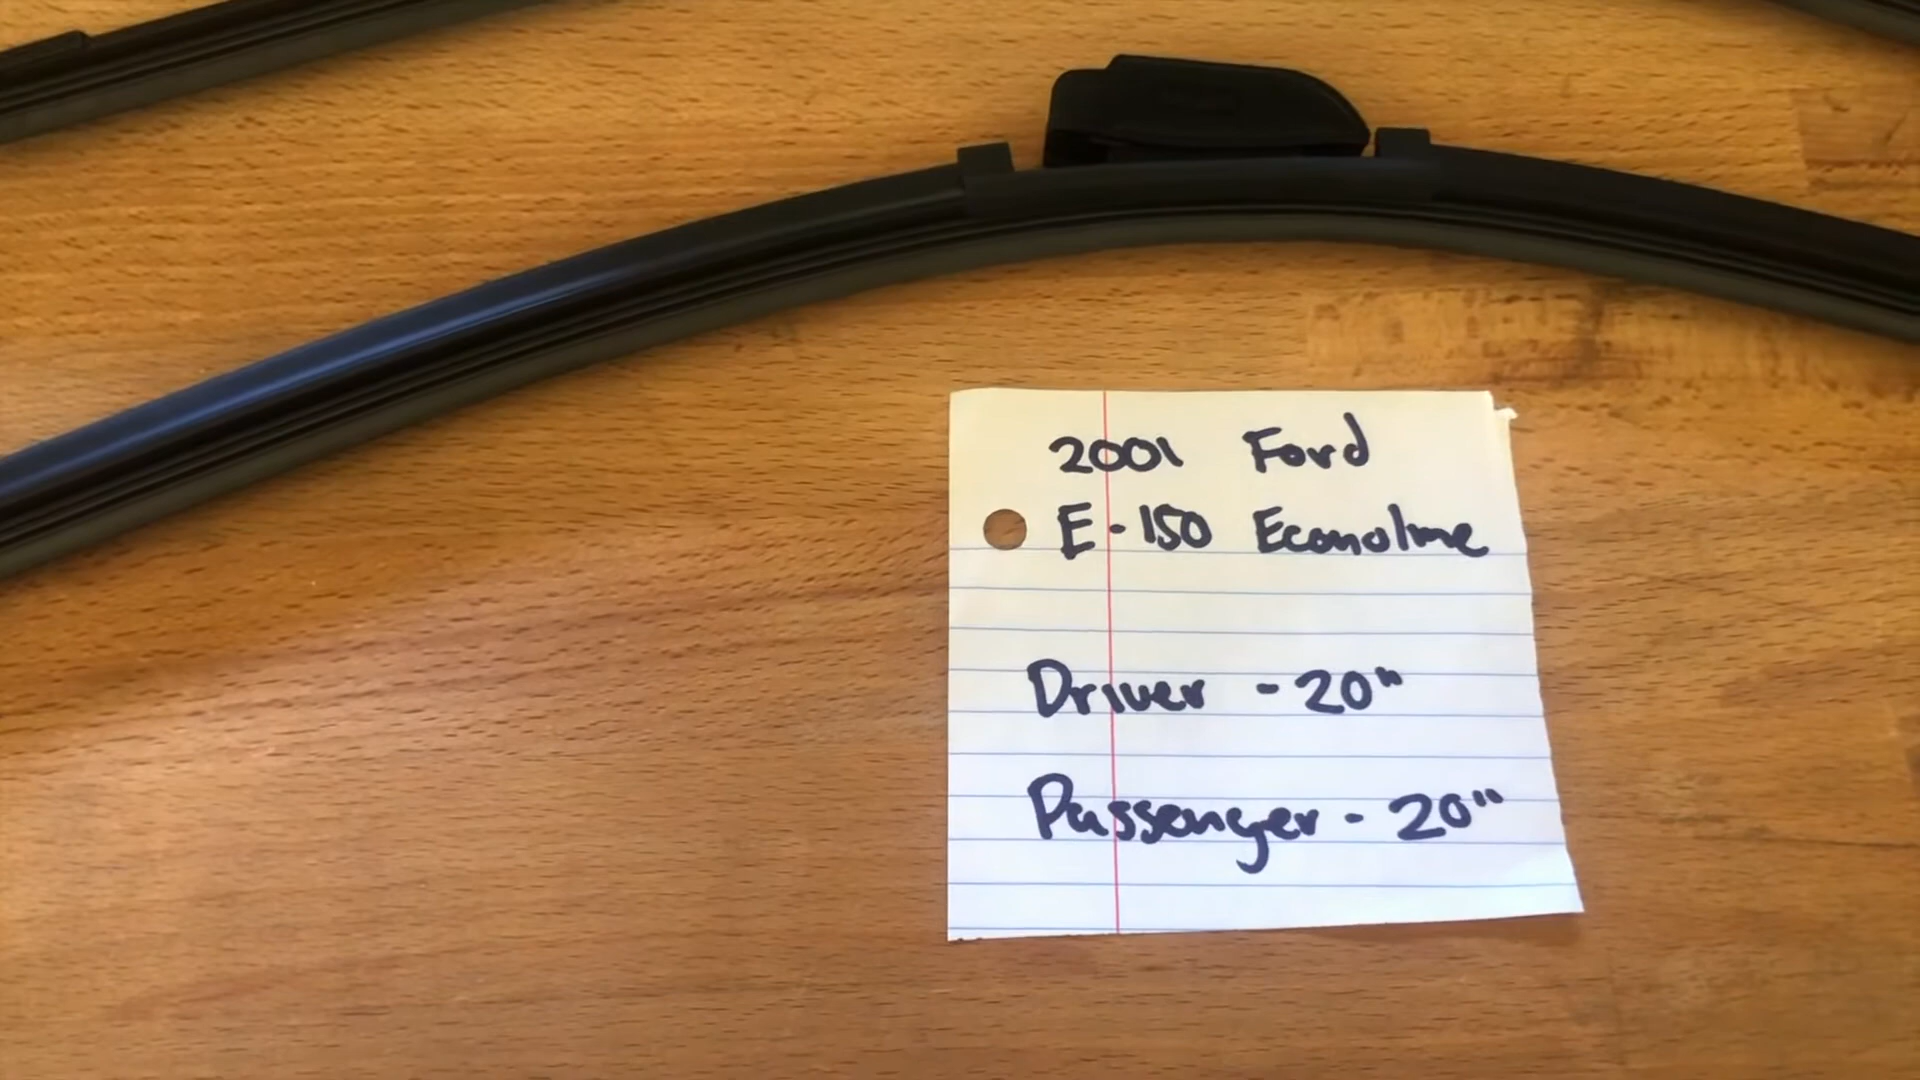 2001 Ford
E-150 Econoline
Driver - 20"
Passenger - 20"